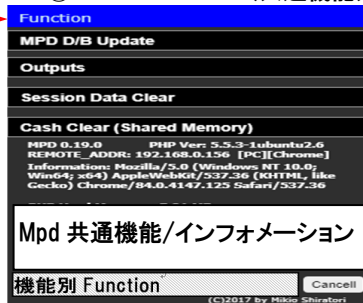 Function
MPD D/B Update
Outputs
Session Data Clear
Cash Clear (Shared Memory)
MPD 0.19.0 PHP Ver: 5.5.3-1ubuntu2.6
REMOTE_ADDR: 192.168.0.156 [PC][Chrome]
Information: Mozilla/5.0 (Windows NT 10.0;
Win64; x64) AppleWebKit/537.36 (KHTML, like
Gecko) Chrome/84.0.4147.125 Safari/537.36
Mpd 共通機能/インフォメーション
機能別 Function
Cancell
(C)2017 by Mikio Shiratori